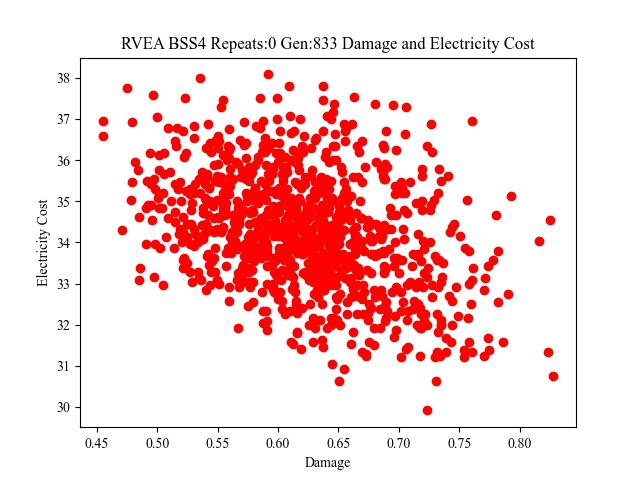 RVEA BSS4 Repeats:0 Gen:833 Damage and Electricity Cost
38
37
36
35
34
33
32
31
30
Electricity Cost
0.45 0.50 0.55 0.60 0.65 0.70 0.75 0.80
Damage